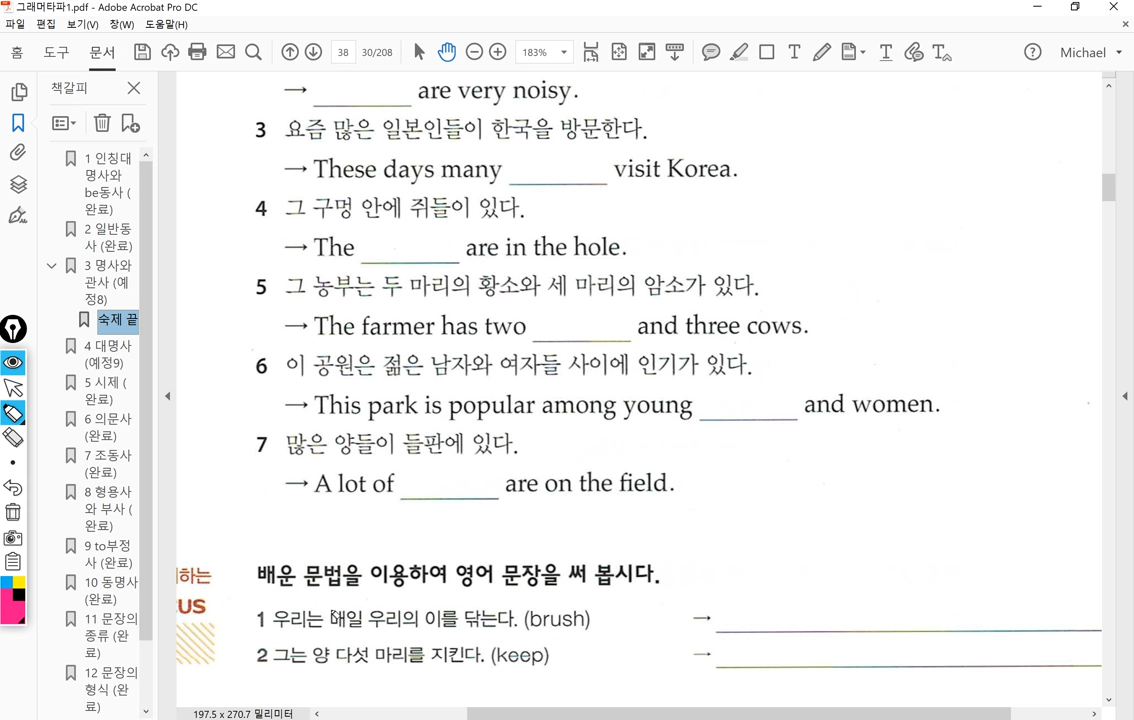 그래머타파1.pdf - Adobe Acrobat Pro DC
파일 편집 보기(V) 창(W) 도움말(H)
홈 도구 문서 38 30/208 183% Michael
책갈피
1 인칭대
명사와
be동사 (
완료)
2 일반동
사 (완료)
3 명사와
관사 (예
정8)
숙제 끝
4 대명사
(예정9)
5 시제 (
완료)
6 의문사
(완료)
7 조동사
(완료)
8 형용사
와 부사 (
완료)
9 to부정
사 (완료)
10 동명사
(완료)
11 문장의
종류 (완
료)
12 문장의
형식 (완
료)
→ ________ are very noisy.
3 요즘 많은 일본인들이 한국을 방문한다.
→ These days many ________ visit Korea.
4 그 구멍 안에 쥐들이 있다.
→ The ________ are in the hole.
5 그 농부는 두 마리의 황소와 세 마리의 암소가 있다.
→ The farmer has two ________ and three cows.
6 이 공원은 젊은 남자와 여자들 사이에 인기가 있다.
→ This park is popular among young ________ and women.
7 많은 양들이 들판에 있다.
→ A lot of ________ are on the field.
하는
US
배운 문법을 이용하여 영어 문장을 써 봅시다.
1 우리는 매일 우리의 이를 닦는다. (brush) →
2 그는 양 다섯 마리를 지킨다. (keep) →
197.5 x 270.7 밀리미터